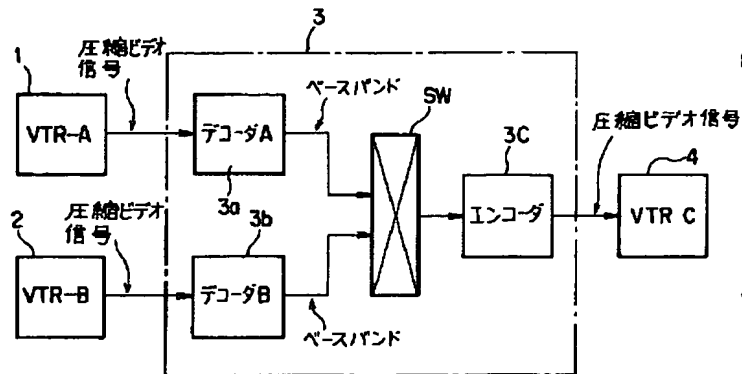 3
1
圧縮ビデオ
信号
VTR-A
デコーダA
3a
ベースバンド
SW
3C
エンコーダ
圧縮ビデオ信号
4
VTR C
2
圧縮ビデオ
信号
VTR-B
3b
デコーダB
ベースバンド